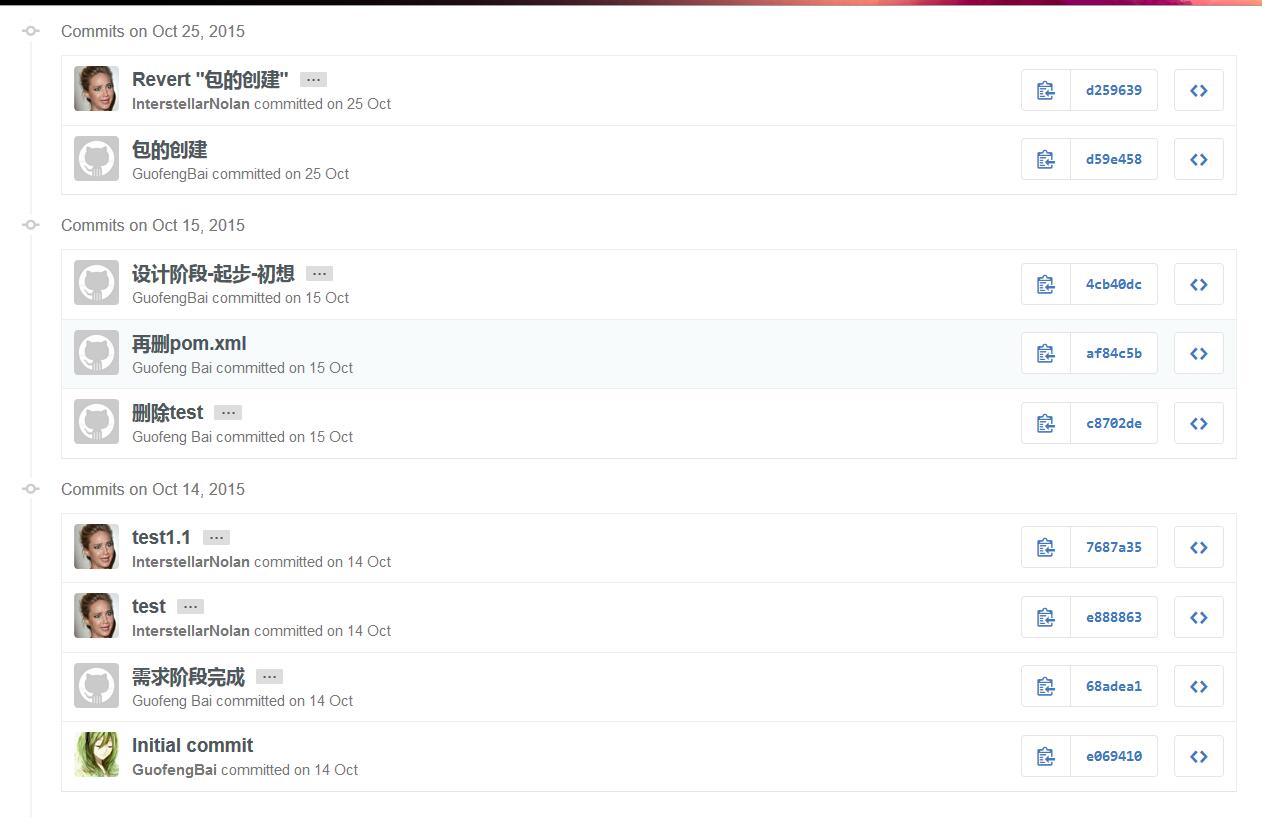 Commits on Oct 25, 2015
Revert "包的创建" ...
InterstellarNolan committed on 25 Oct
d259639
包的创建
GuofengBai committed on 25 Oct
d59e458
Commits on Oct 15, 2015
设计阶段-起步-初想 ...
GuofengBai committed on 15 Oct
4cb40dc
再删pom.xml
Guofeng Bai committed on 15 Oct
af84c5b
删除test ...
Guofeng Bai committed on 15 Oct
c8702de
Commits on Oct 14, 2015
test1.1 ...
InterstellarNolan committed on 14 Oct
7687a35
test ...
InterstellarNolan committed on 14 Oct
e888863
需求阶段完成 ...
Guofeng Bai committed on 14 Oct
68adea1
Initial commit
GuofengBai committed on 14 Oct
e069410